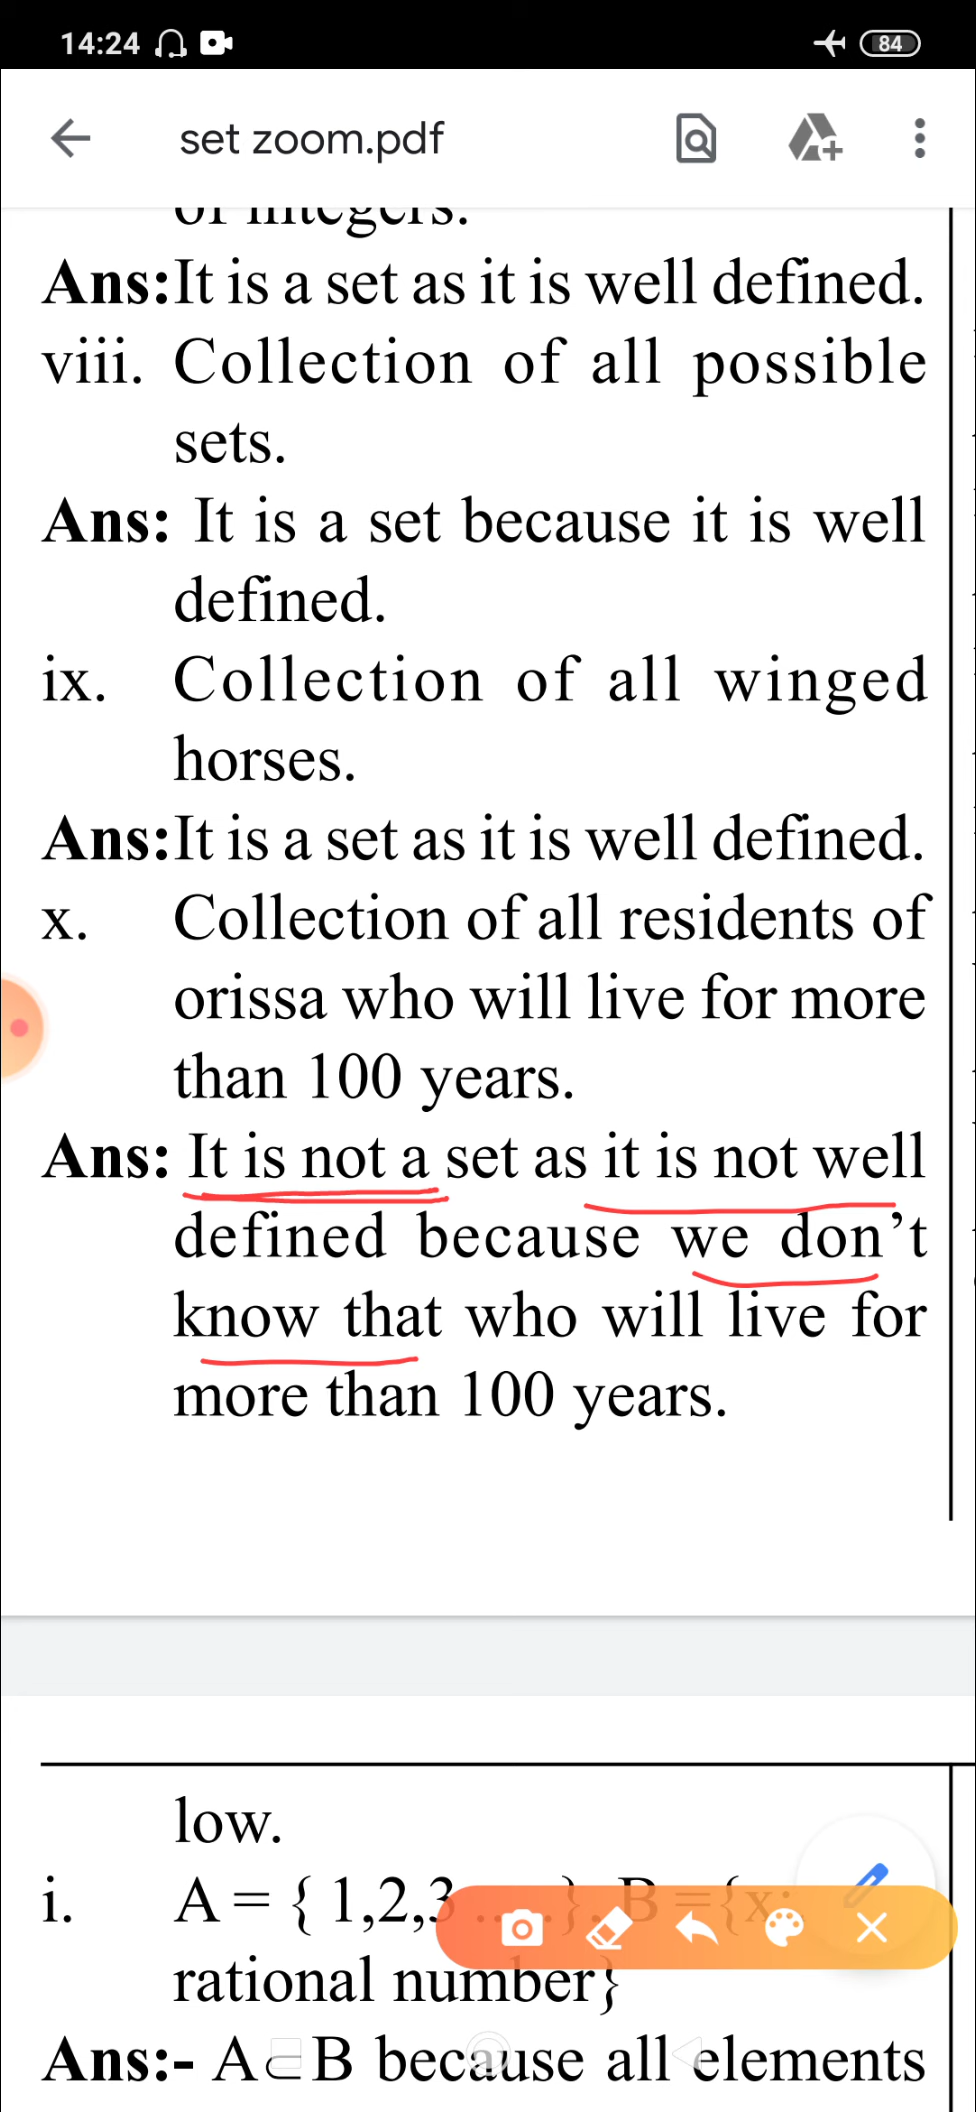 14:24
84
set zoom.pdf
of integers.
Ans:It is a set as it is well defined.
viii. Collection of all possible
sets.
Ans: It is a set because it is well
defined.
ix. Collection of all winged
horses.
Ans:It is a set as it is well defined.
x. Collection of all residents of
orissa who will live for more
than 100 years.
Ans: It is not a set as it is not well
defined because we don’t
know that who will live for
more than 100 years.
low.
i. A = { 1,2,3 .....}, B ={x:
rational number}
Ans:- A⊂B because all elements